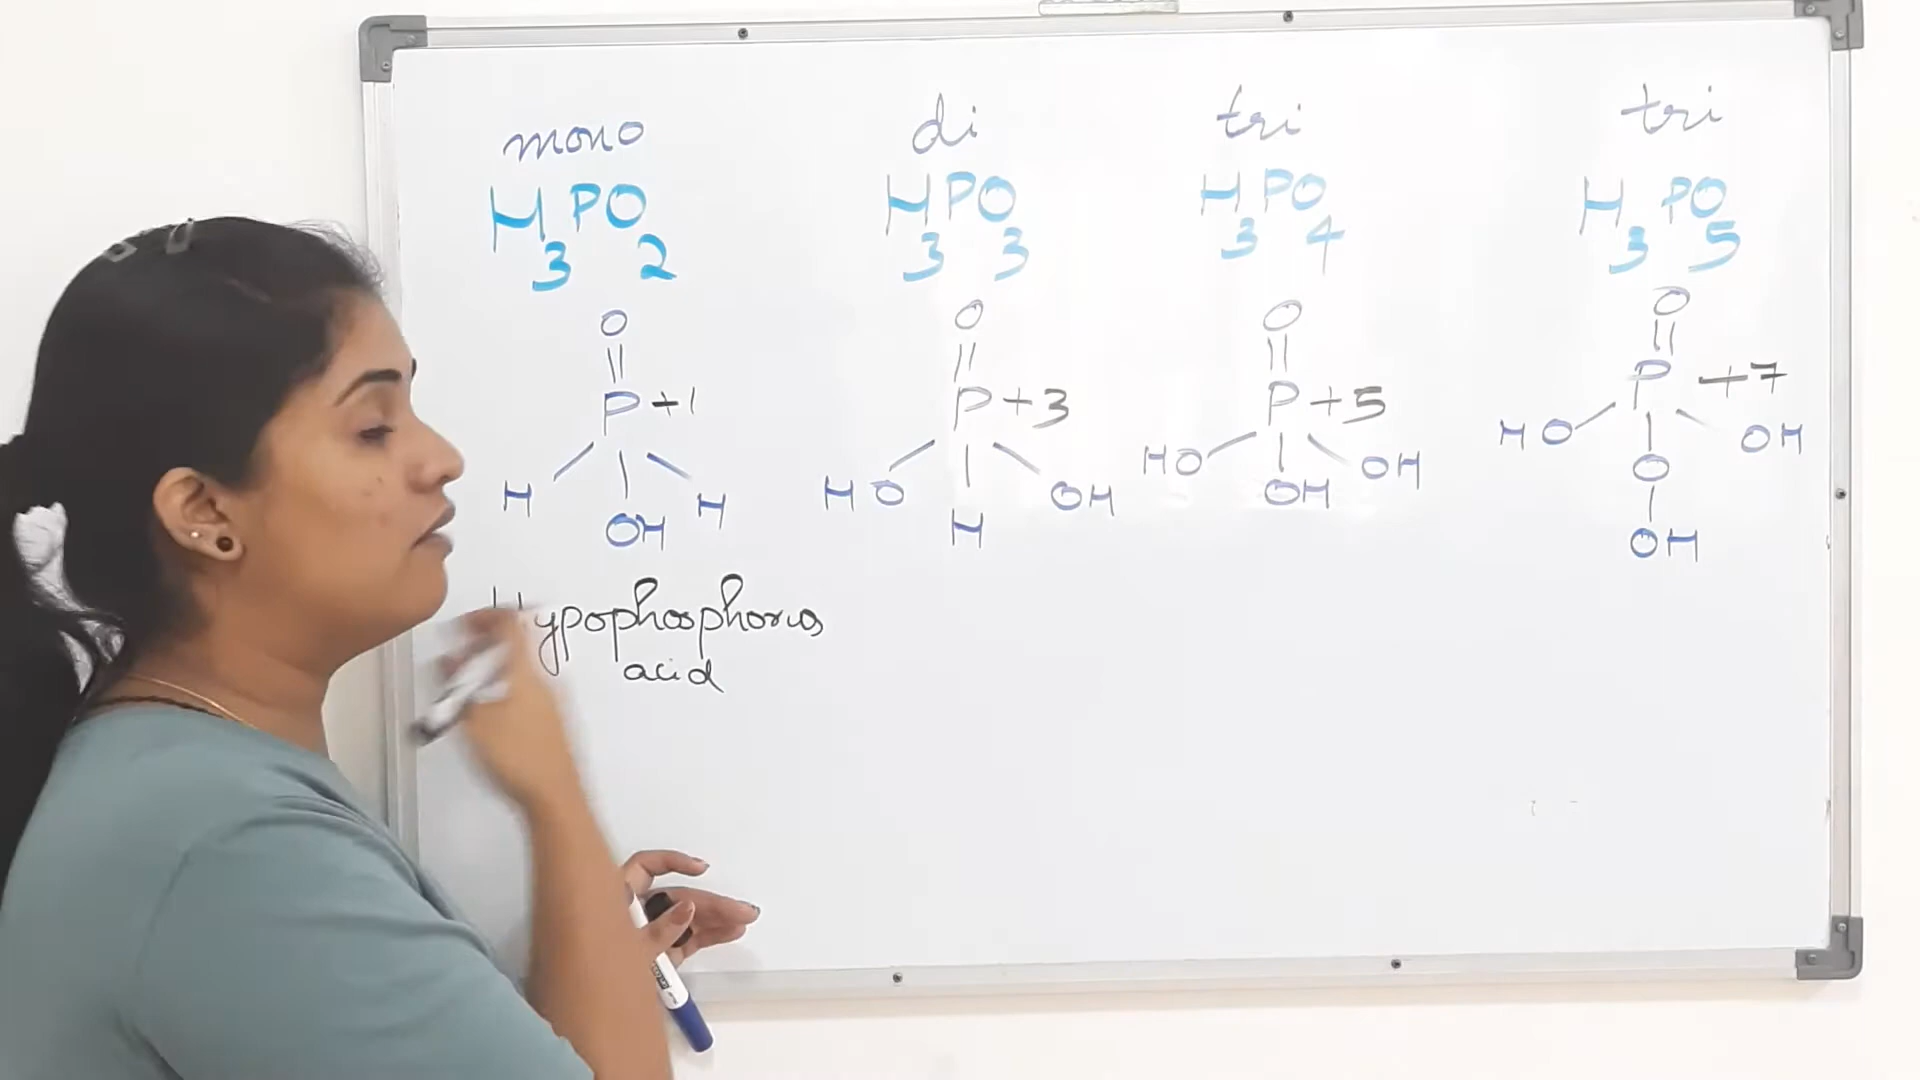 mono di tri tri
H3PO2 H3PO3 H3PO4 H3PO5
O O O O
P +1 P +3 P +5 P +7
H OH H HO H OH HO OH OH HO O OH
OH
Hypophosphorus
acid